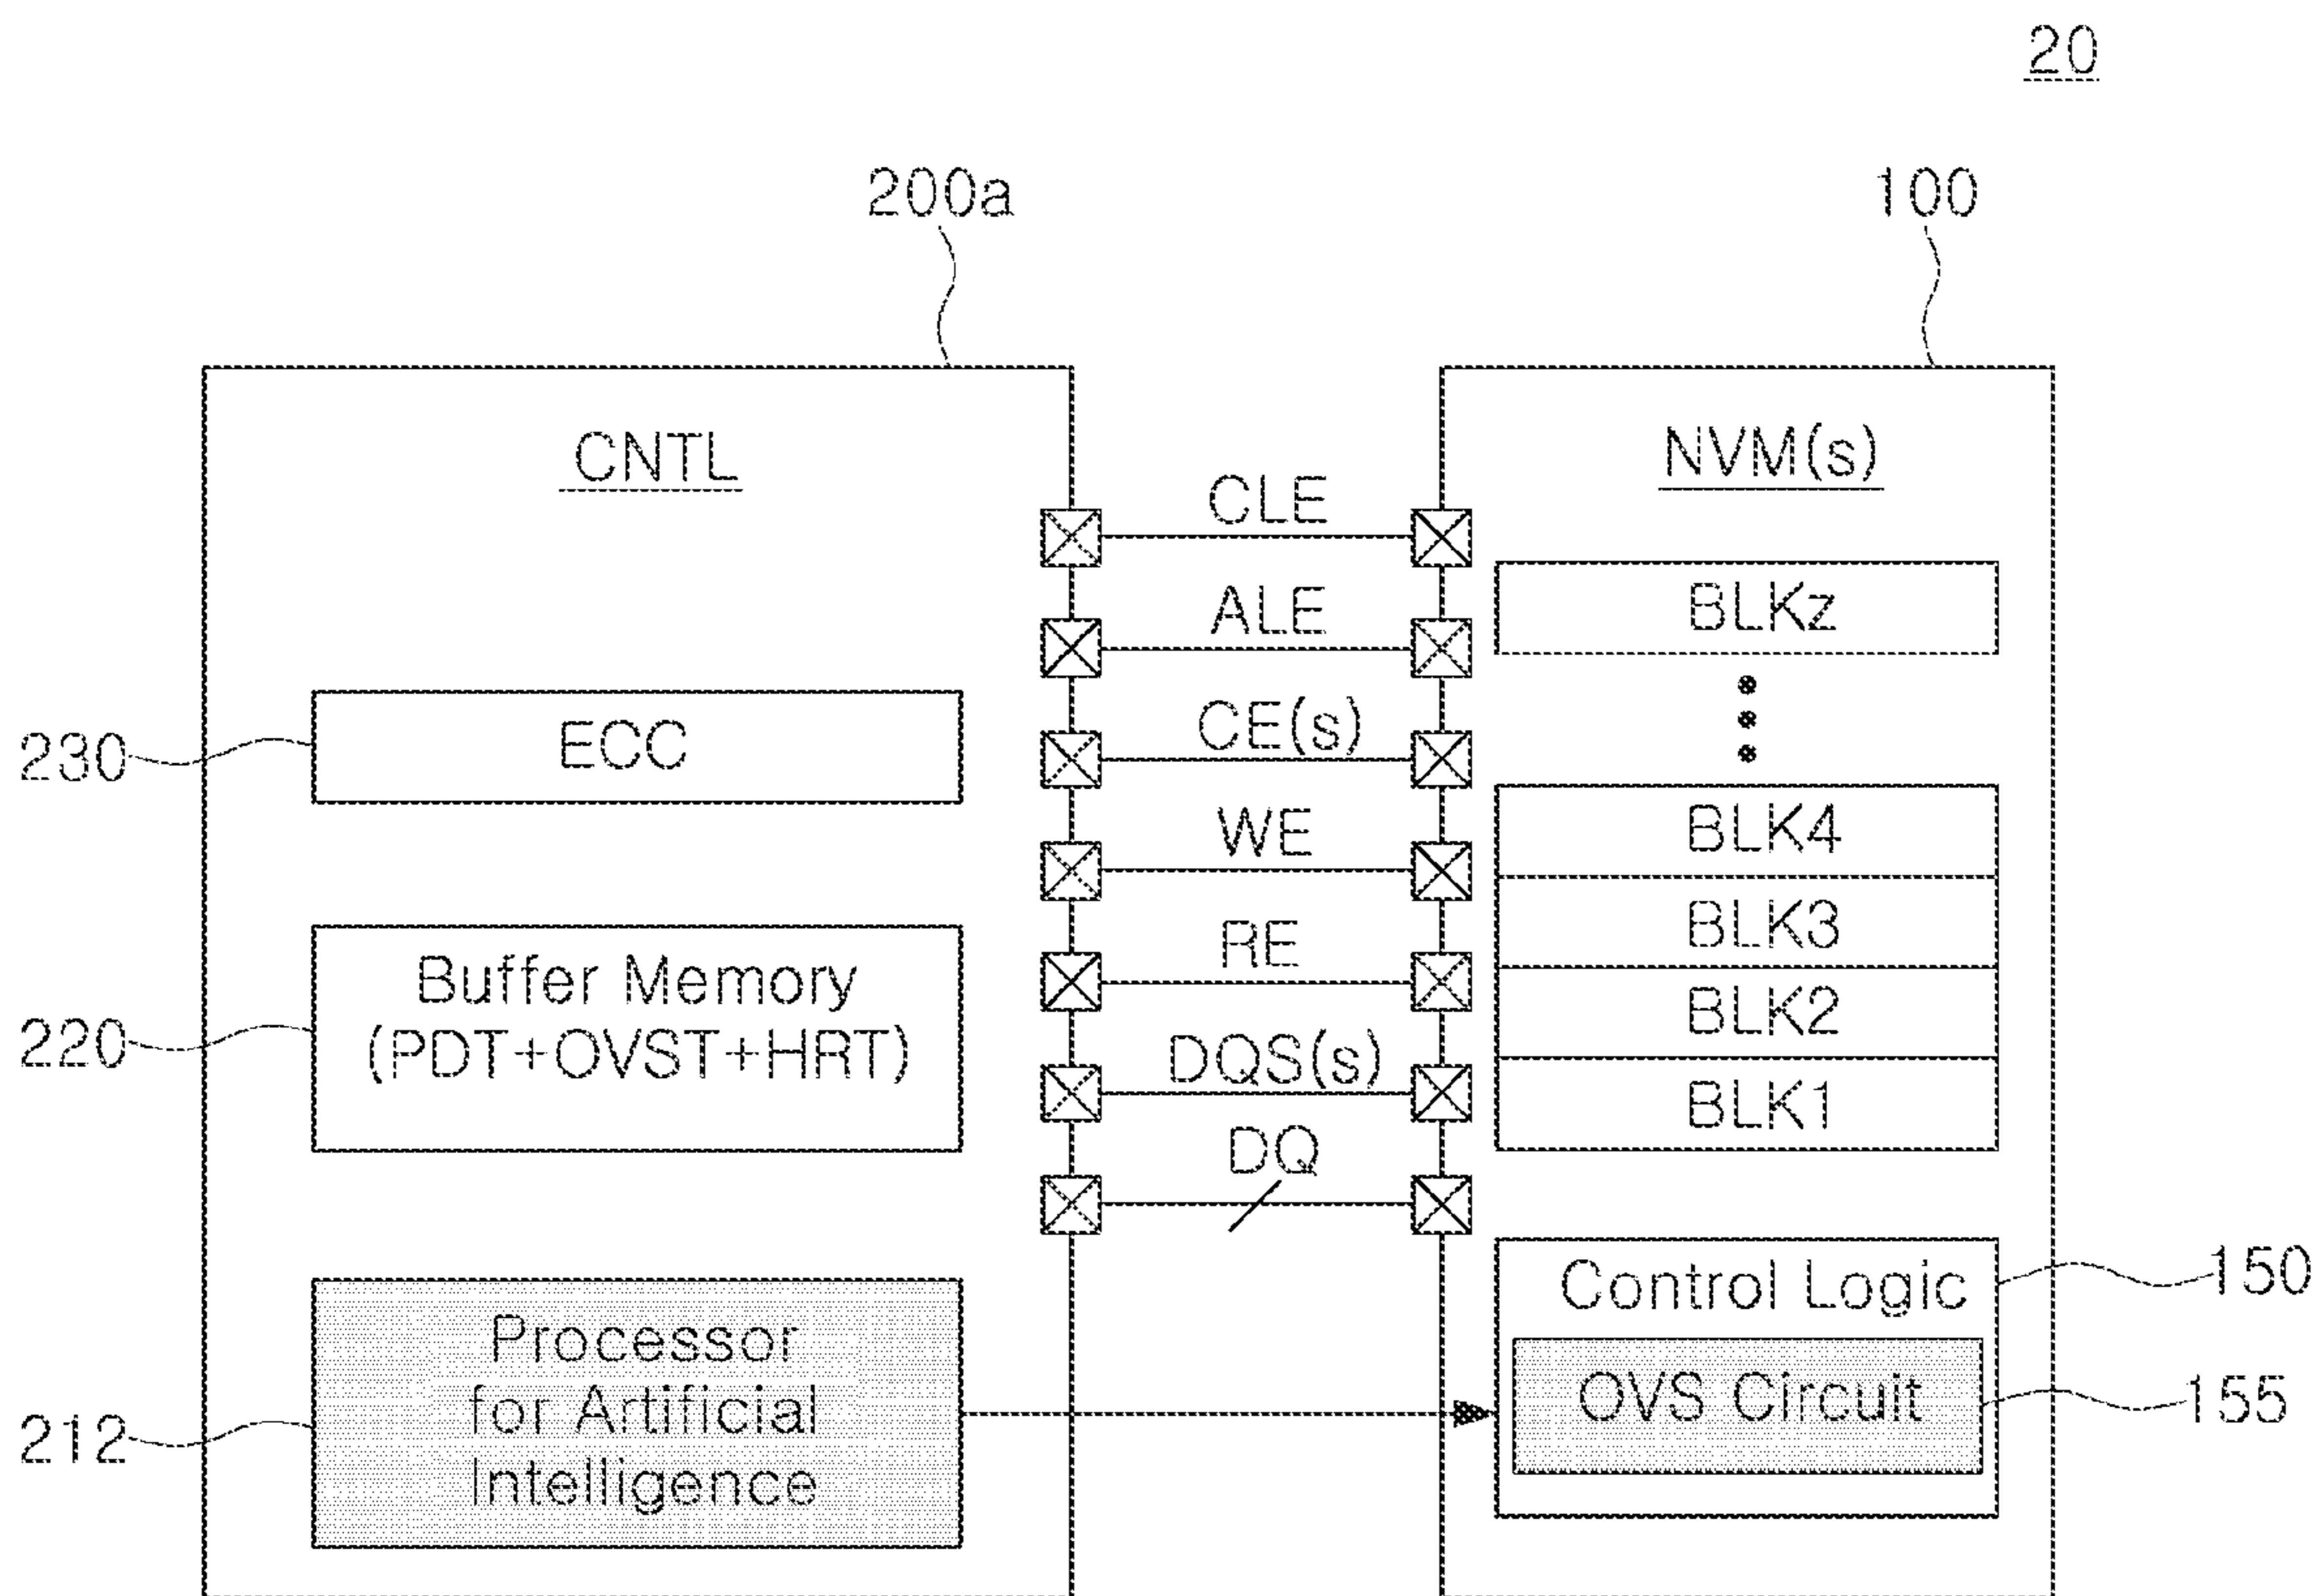 20
200a
100
CNTL
NVM(s)
CLE
ALE
CE(s)
WE
RE
DQS(s)
DQ
230
ECC
220
Buffer Memory
(PDT+OVST+HRT)
212
Processor
for Artificial
Intelligence
BLKz
BLK4
BLK3
BLK2
BLK1
Control Logic
150
OVS Circuit
155